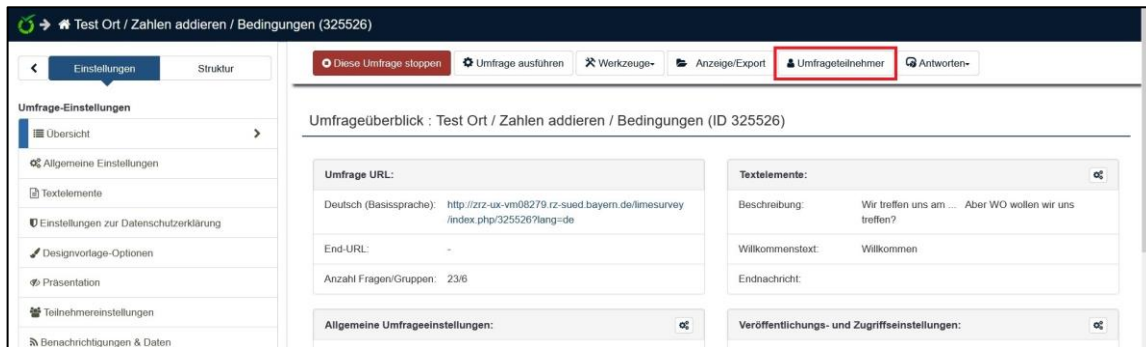 Test Ort / Zahlen addieren / Bedingungen (325526)
Einstellungen Struktur
Diese Umfrage stoppen Umfrage ausführen Werkzeuge Anzeige/Export Umfrageteilnehmer Antworten
Umfrage-Einstellungen
Übersicht
Allgemeine Einstellungen
Textelemente
Einstellungen zur Datenschutzerklärung
Designvorlage-Optionen
Präsentation
Teilnehmereinstellungen
Benachrichtigungen & Daten
Umfrageüberblick : Test Ort / Zahlen addieren / Bedingungen (ID 325526)
Umfrage URL:
Deutsch (Basissprache): http://zrz-ux-vm08279.rz-sued.bayern.de/limesurvey
/index.php/325526?lang=de
End-URL: -
Anzahl Fragen/Gruppen: 23/6
Textelemente:
Beschreibung: Wir treffen uns am ... Aber WO wollen wir uns
treffen?
Willkommenstext: Willkommen
Endnachricht:
Allgemeine Umfrageeinstellungen:
Veröffentlichungs- und Zugriffseinstellungen: